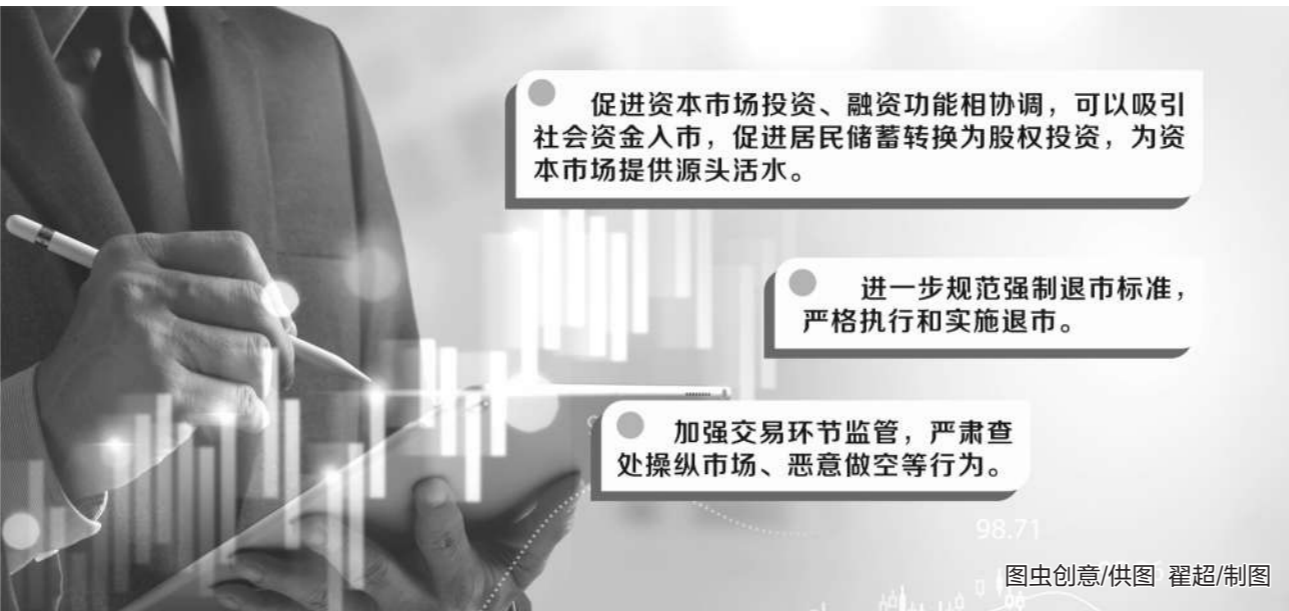 促进资本市场投资、融资功能相协调，可以吸引
社会资金入市，促进居民储蓄转换为股权投资，为资
本市场提供源头活水。
进一步规范强制退市标准，
严格执行和实施退市。
加强交易环节监管，严肃查
处操纵市场、恶意做空等行为。
98.71
图虫创意/供图 翟超/制图